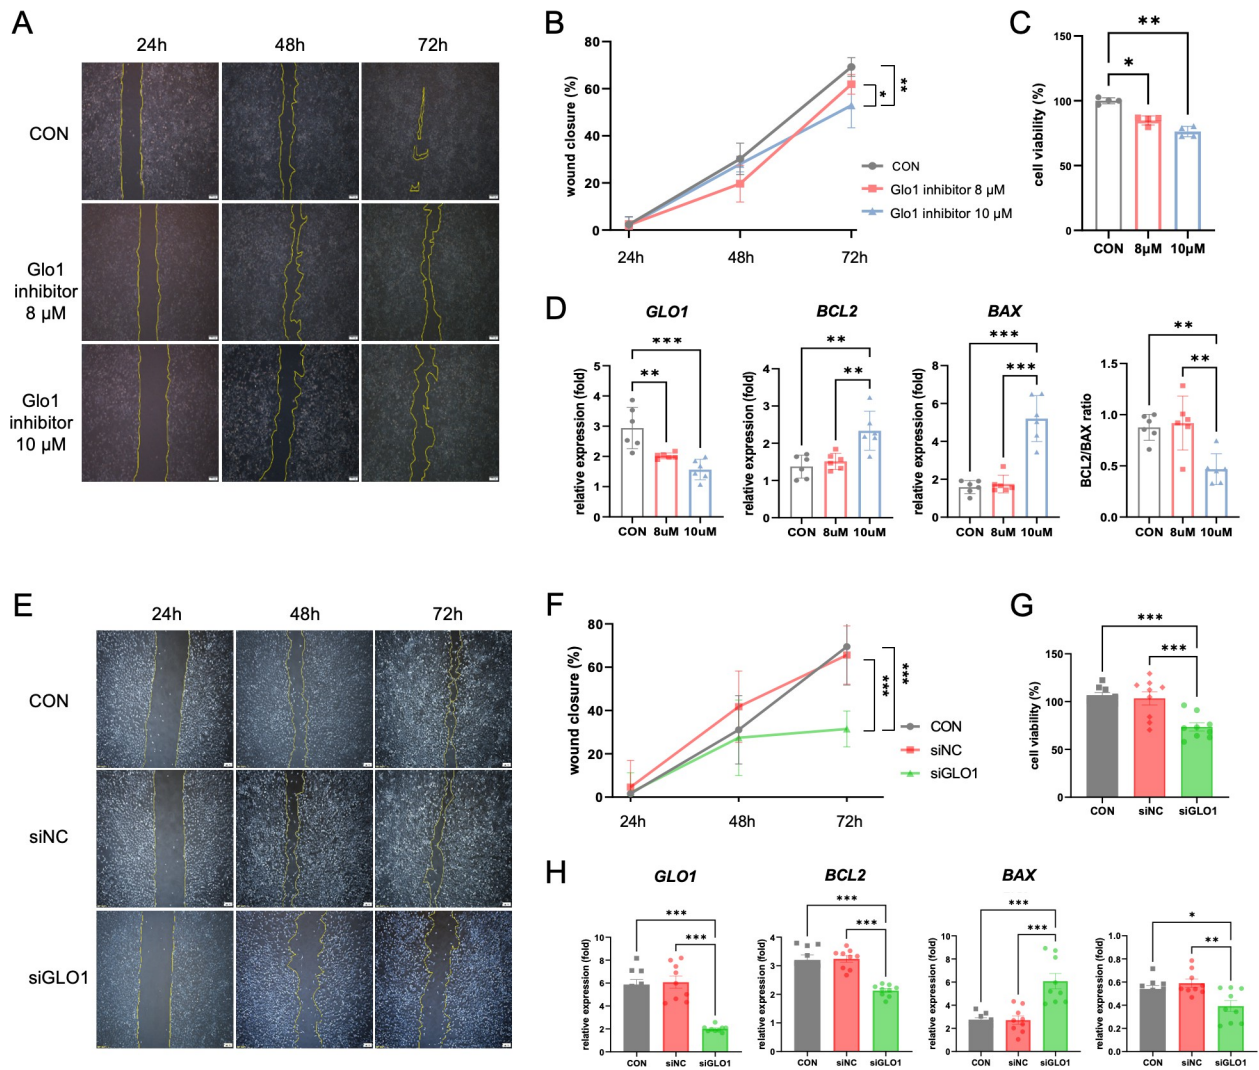 A
24h 48h 72h
CON
Glo1
inhibitor
8 μM
Glo1
inhibitor
10 μM
B
wound closure (%)
80
60
40
20
0
24h 48h 72h
*
**
CON
Glo1 inhibitor 8 μM
Glo1 inhibitor 10 μM
C
cell viability (%)
150
100
50
0
**
*
CON 8μM 10μM
D
GLO1
relative expression (fold)
5
4
3
2
1
0
***
**
CON 8uM 10uM
BCL2
relative expression (fold)
4
3
2
1
0
**
**
CON 8uM 10uM
BAX
relative expression (fold)
8
6
4
2
0
***
***
CON 8uM 10uM
BCL2/BAX ratio
1.5
1.0
0.5
0.0
**
**
CON 8uM 10uM
E
24h 48h 72h
CON
siNC
siGLO1
F
wound closure (%)
80
60
40
20
0
24h 48h 72h
***
***
CON
siNC
siGLO1
G
cell viability (%)
150
100
50
0
***
***
CON siNC siGLO1
H
GLO1
relative expression (fold)
10
8
6
4
2
0
***
***
CON siNC siGLO1
BCL2
relative expression (fold)
4
3
2
1
0
***
***
CON siNC siGLO1
BAX
relative expression (fold)
10
8
6
4
2
0
***
***
CON siNC siGLO1
relative expression (fold)
1.0
0.8
0.6
0.4
0.2
0.0
*
**
CON siNC siGLO1